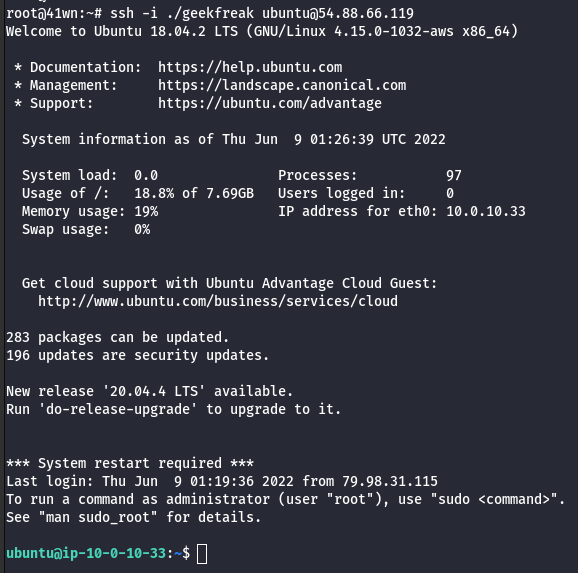 root@41wn:~# ssh -i ./geekfreak ubuntu@54.88.66.119
Welcome to Ubuntu 18.04.2 LTS (GNU/Linux 4.15.0-1032-aws x86_64)

 * Documentation:  https://help.ubuntu.com
 * Management:     https://landscape.canonical.com
 * Support:        https://ubuntu.com/advantage

  System information as of Thu Jun  9 01:26:39 UTC 2022

  System load:  0.0               Processes:           97
  Usage of /:   18.8% of 7.69GB   Users logged in:     0
  Memory usage: 19%               IP address for eth0: 10.0.10.33
  Swap usage:   0%

  Get cloud support with Ubuntu Advantage Cloud Guest:
    http://www.ubuntu.com/business/services/cloud

283 packages can be updated.
196 updates are security updates.

New release '20.04.4 LTS' available.
Run 'do-release-upgrade' to upgrade to it.

*** System restart required ***
Last login: Thu Jun  9 01:19:36 2022 from 79.98.31.115
To run a command as administrator (user "root"), use "sudo <command>".
See "man sudo_root" for details.

ubuntu@ip-10-0-10-33:~$